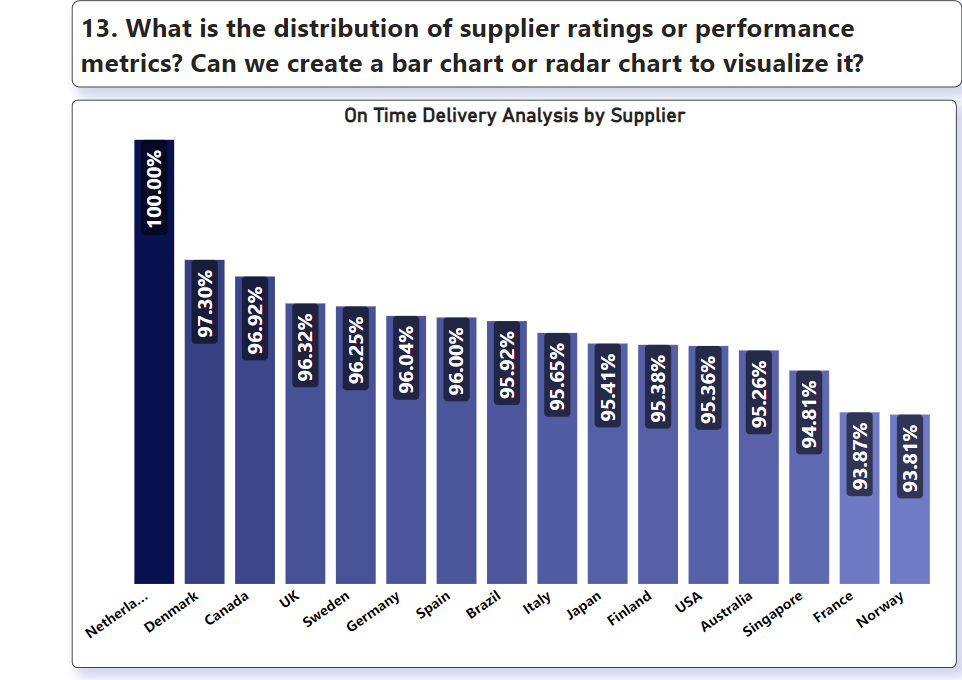 13. What is the distribution of supplier ratings or performance
metrics? Can we create a bar chart or radar chart to visualize it?
On Time Delivery Analysis by Supplier
100.00%
97.30%
96.92%
96.32%
96.25%
96.04%
96.00%
95.92%
95.65%
95.41%
95.38%
95.36%
95.26%
94.81%
93.87%
93.81%
Netherla...
Denmark
Canada
UK
Sweden
Germany
Spain
Brazil
Italy
Japan
Finland
USA
Australia
Singapore
France
Norway